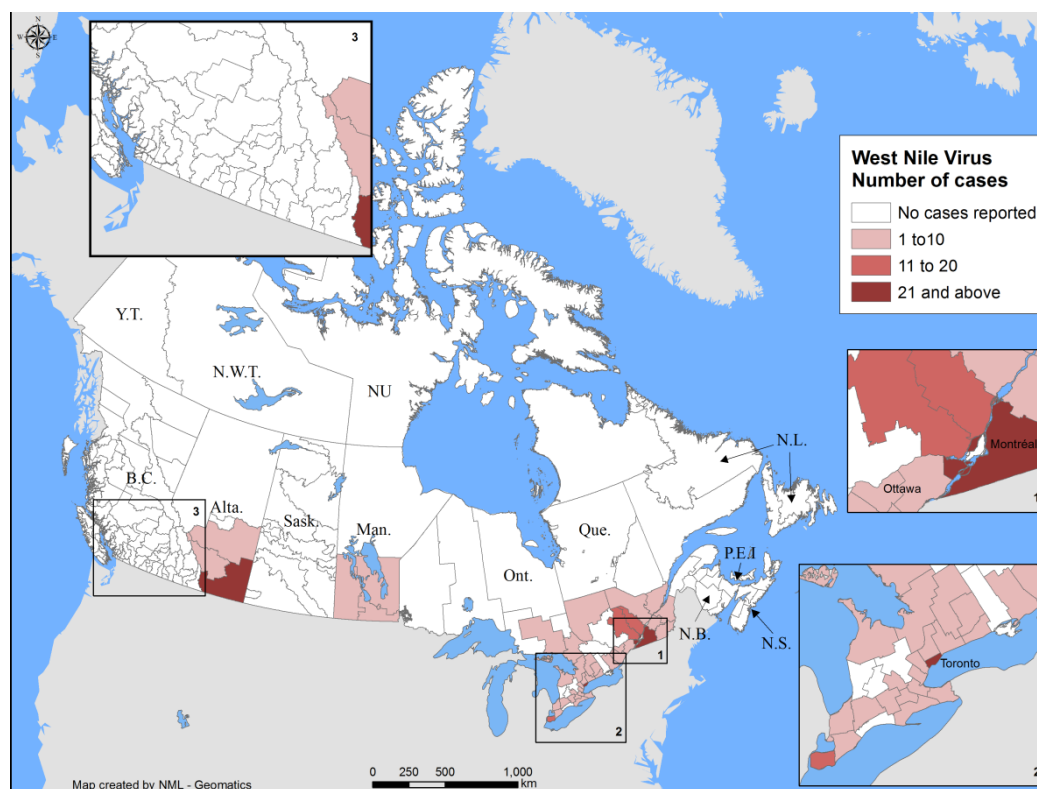 N
W
E
S
3
West Nile Virus
Number of cases
No cases reported
1 to10
11 to 20
21 and above
Y.T.
N.W.T.
NU
N.L.
Montréal
Ottawa
1
B.C.
3
Alta.
Sask.
Man.
Que.
P.E.I
Ont.
N.B.
N.S.
1
2
Toronto
2
0 250 500 1,000
km
Map created by NML - Geomatics